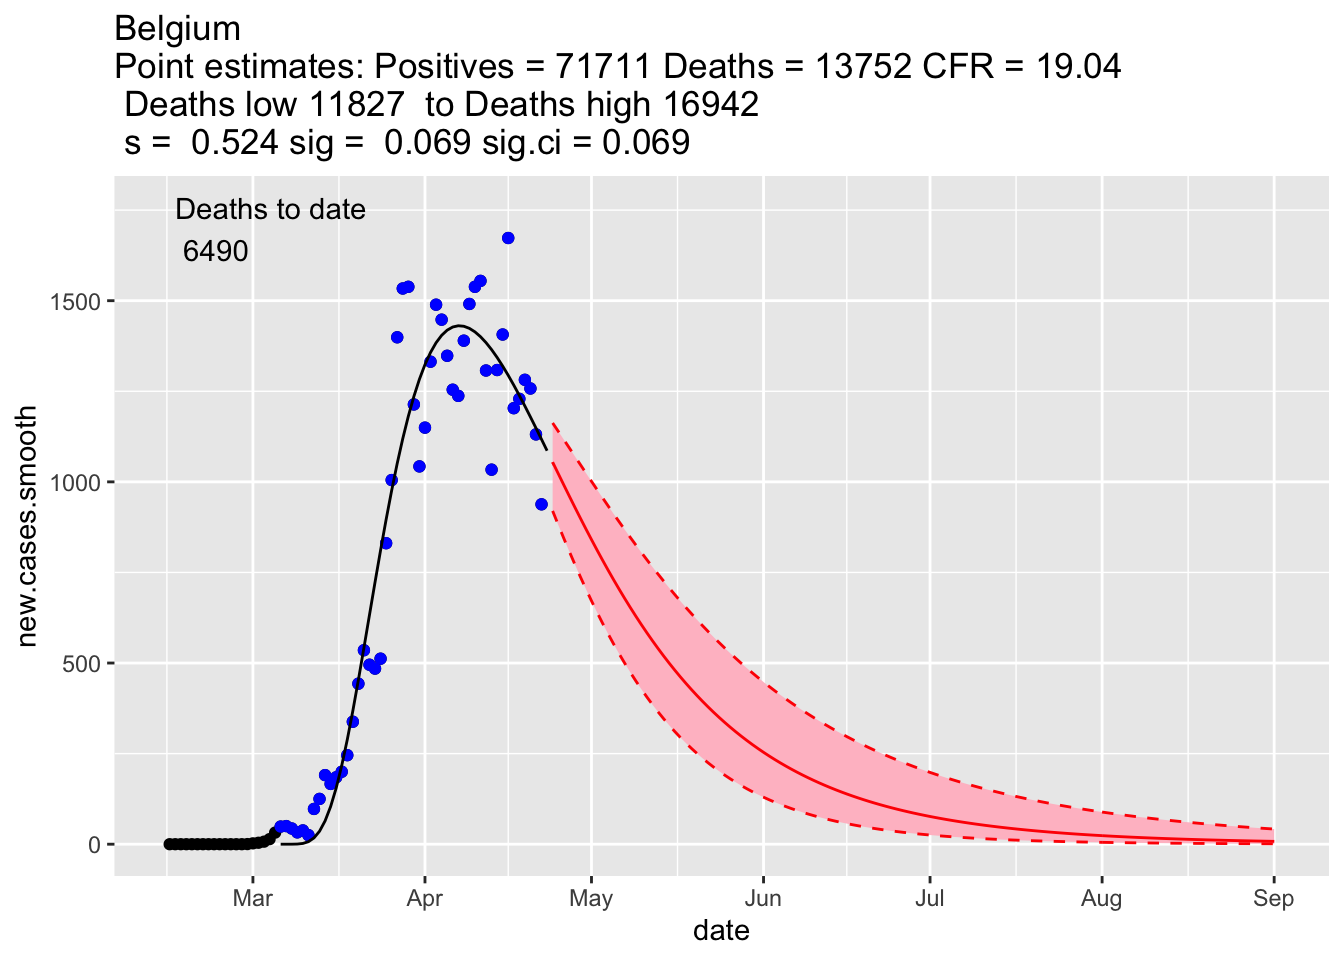 Belgium
Point estimates: Positives = 71711 Deaths = 13752 CFR = 19.04
Deaths low 11827  to Deaths high 16942
s =  0.524 sig =  0.069 sig.ci = 0.069
Deaths to date
6490
1500
1000
500
0
new.cases.smooth
Mar Apr May Jun Jul Aug Sep
date